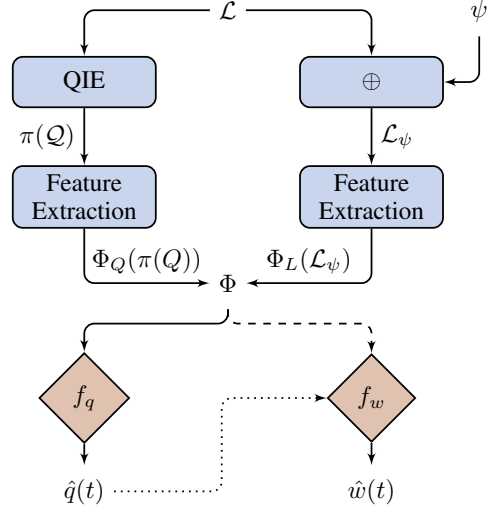 ℒ
ψ
QIE
⊕
π(𝒬)
ℒ_ψ
Feature
Extraction
Feature
Extraction
Φ_Q(π(Q))
Φ_L(ℒ_ψ)
Φ
f_q
f_w
q̂(t)
ŵ(t)